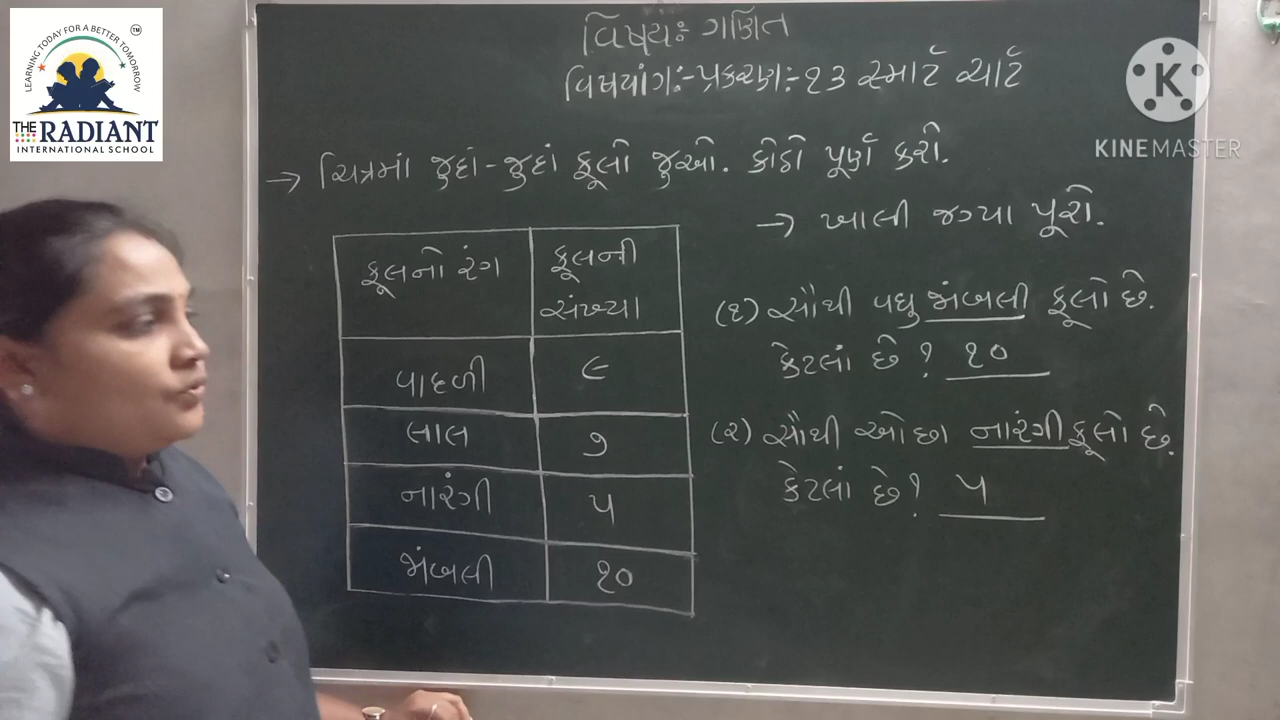 LEARNING TODAY FOR A BETTER TOMORROW
TM
THE RADIANT
INTERNATIONAL SCHOOL
K
KINEMASTER
વિષયઃ ગણિત
વિષયાંગઃ-પ્રકરણઃ-૧૩ સ્માર્ટ ચાર્ટ
→ ચિત્રમાં જુદાં-જુદાં ફૂલો જુઓ. કોઠો પૂર્ણ કરો.
ફૂલનો રંગ ફૂલની સંખ્યા
વાદળી ૯
લાલ ૭
નારંગી ૫
જાંબલી ૧૦
→ ખાલી જગ્યા પૂરો.
(૧) સૌથી વધુ જાંબલી ફૂલો છે.
કેટલાં છે? ૧૦
(૨) સૌથી ઓછા નારંગી ફૂલો છે.
કેટલાં છે? ૫